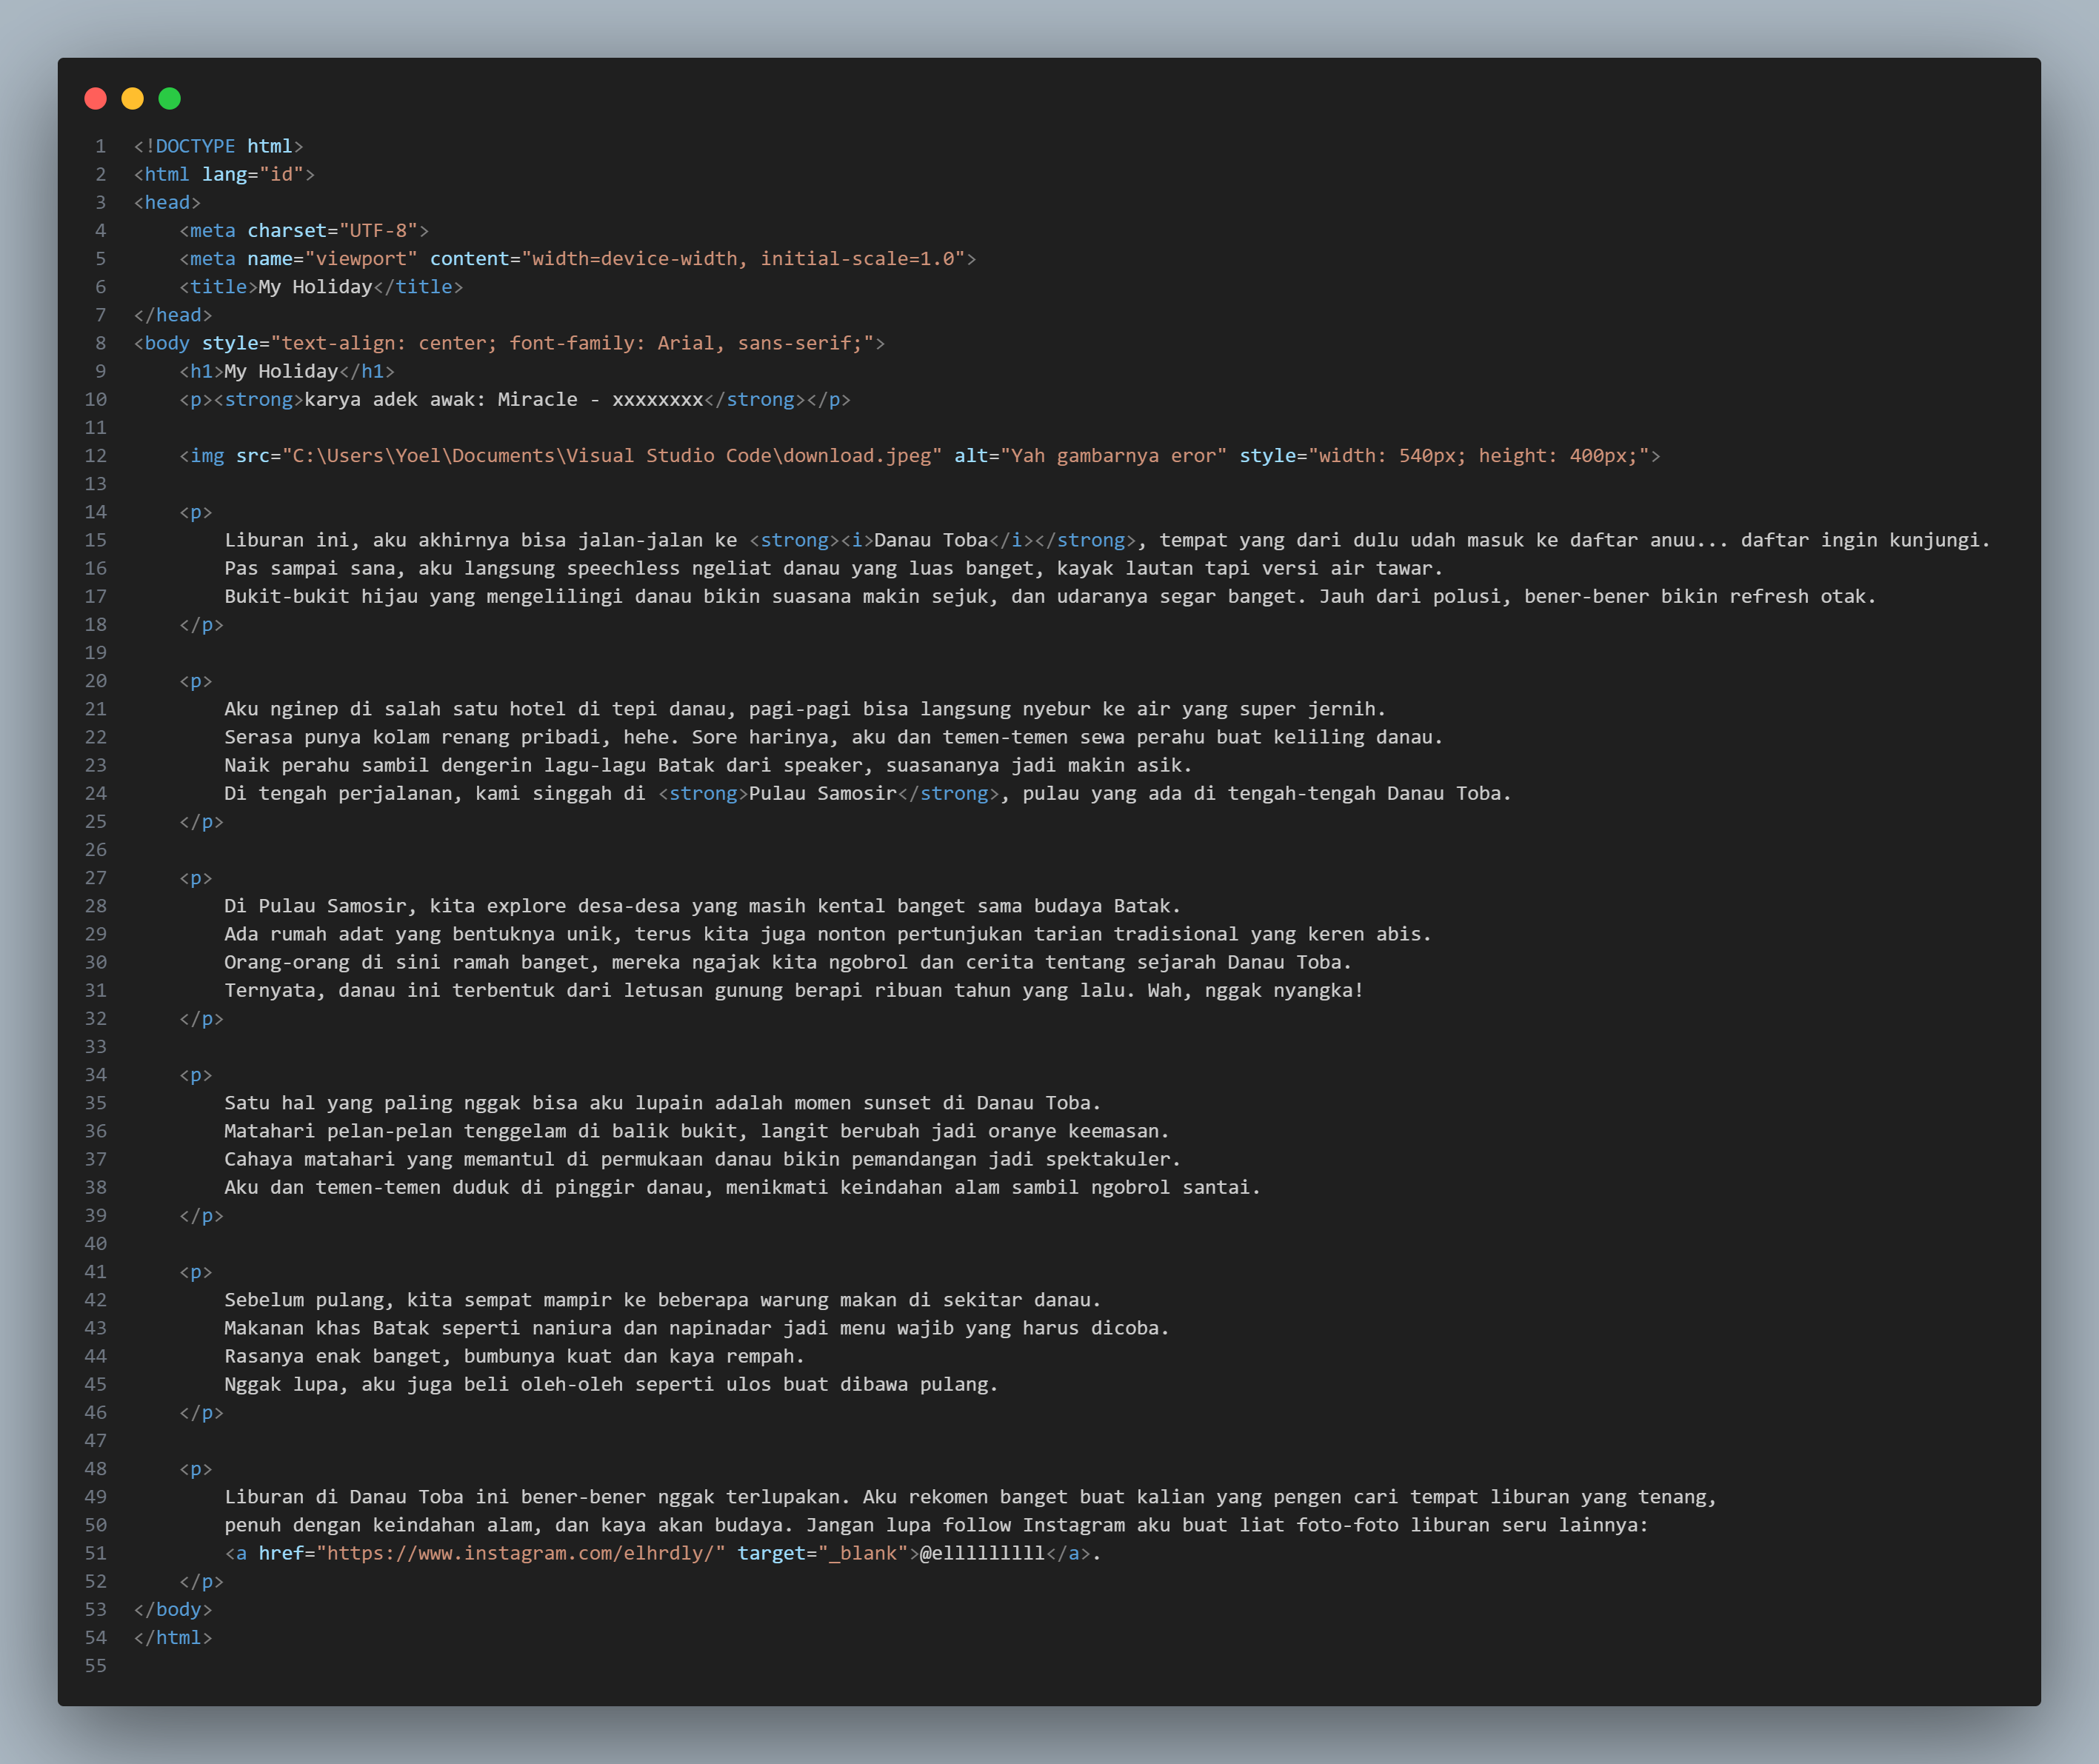 1 <!DOCTYPE html>
2 <html lang="id">
3 <head>
4     <meta charset="UTF-8">
5     <meta name="viewport" content="width=device-width, initial-scale=1.0">
6     <title>My Holiday</title>
7 </head>
8 <body style="text-align: center; font-family: Arial, sans-serif;">
9     <h1>My Holiday</h1>
10     <p><strong>karya adek awak: Miracle - xxxxxxxx</strong></p>
11
12     <img src="C:\Users\Yoel\Documents\Visual Studio Code\download.jpeg" alt="Yah gambarnya eror" style="width: 540px; height: 400px;">
13
14     <p>
15         Liburan ini, aku akhirnya bisa jalan-jalan ke <strong><i>Danau Toba</i></strong>, tempat yang dari dulu udah masuk ke daftar anuu... daftar ingin kunjungi.
16         Pas sampai sana, aku langsung speechless ngeliat danau yang luas banget, kayak lautan tapi versi air tawar.
17         Bukit-bukit hijau yang mengelilingi danau bikin suasana makin sejuk, dan udaranya segar banget. Jauh dari polusi, bener-bener bikin refresh otak.
18     </p>
19
20     <p>
21         Aku nginep di salah satu hotel di tepi danau, pagi-pagi bisa langsung nyebur ke air yang super jernih.
22         Serasa punya kolam renang pribadi, hehe. Sore harinya, aku dan temen-temen sewa perahu buat keliling danau.
23         Naik perahu sambil dengerin lagu-lagu Batak dari speaker, suasananya jadi makin asik.
24         Di tengah perjalanan, kami singgah di <strong>Pulau Samosir</strong>, pulau yang ada di tengah-tengah Danau Toba.
25     </p>
26
27     <p>
28         Di Pulau Samosir, kita explore desa-desa yang masih kental banget sama budaya Batak.
29         Ada rumah adat yang bentuknya unik, terus kita juga nonton pertunjukan tarian tradisional yang keren abis.
30         Orang-orang di sini ramah banget, mereka ngajak kita ngobrol dan cerita tentang sejarah Danau Toba.
31         Ternyata, danau ini terbentuk dari letusan gunung berapi ribuan tahun yang lalu. Wah, nggak nyangka!
32     </p>
33
34     <p>
35         Satu hal yang paling nggak bisa aku lupain adalah momen sunset di Danau Toba.
36         Matahari pelan-pelan tenggelam di balik bukit, langit berubah jadi oranye keemasan.
37         Cahaya matahari yang memantul di permukaan danau bikin pemandangan jadi spektakuler.
38         Aku dan temen-temen duduk di pinggir danau, menikmati keindahan alam sambil ngobrol santai.
39     </p>
40
41     <p>
42         Sebelum pulang, kita sempat mampir ke beberapa warung makan di sekitar danau.
43         Makanan khas Batak seperti naniura dan napinadar jadi menu wajib yang harus dicoba.
44         Rasanya enak banget, bumbunya kuat dan kaya rempah.
45         Nggak lupa, aku juga beli oleh-oleh seperti ulos buat dibawa pulang.
46     </p>
47
48     <p>
49         Liburan di Danau Toba ini bener-bener nggak terlupakan. Aku rekomen banget buat kalian yang pengen cari tempat liburan yang tenang,
50         penuh dengan keindahan alam, dan kaya akan budaya. Jangan lupa follow Instagram aku buat liat foto-foto liburan seru lainnya:
51         <a href="https://www.instagram.com/elhrdly/" target="_blank">@elllllllll</a>.
52     </p>
53 </body>
54 </html>
55